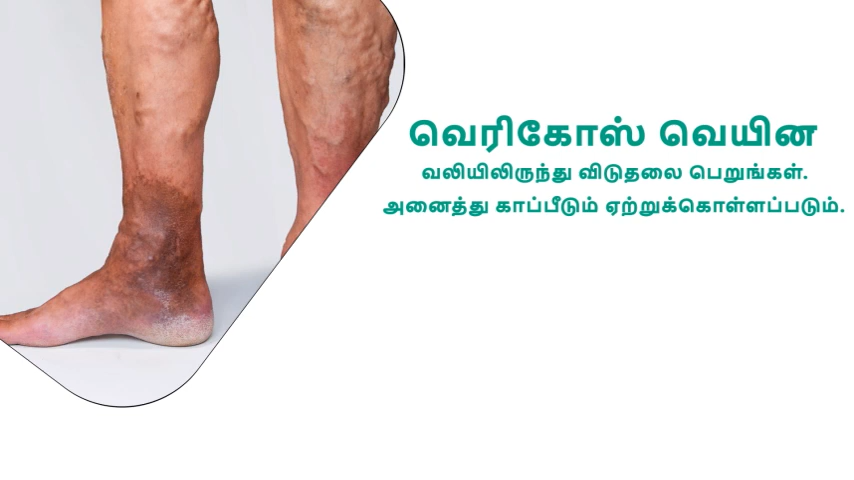 வெரிகோஸ் வெயின
வலியிலிருந்து விடுதலை பெறுங்கள்.
அனைத்து காப்பீடும் ஏற்றுக்கொள்ளப்படும்.